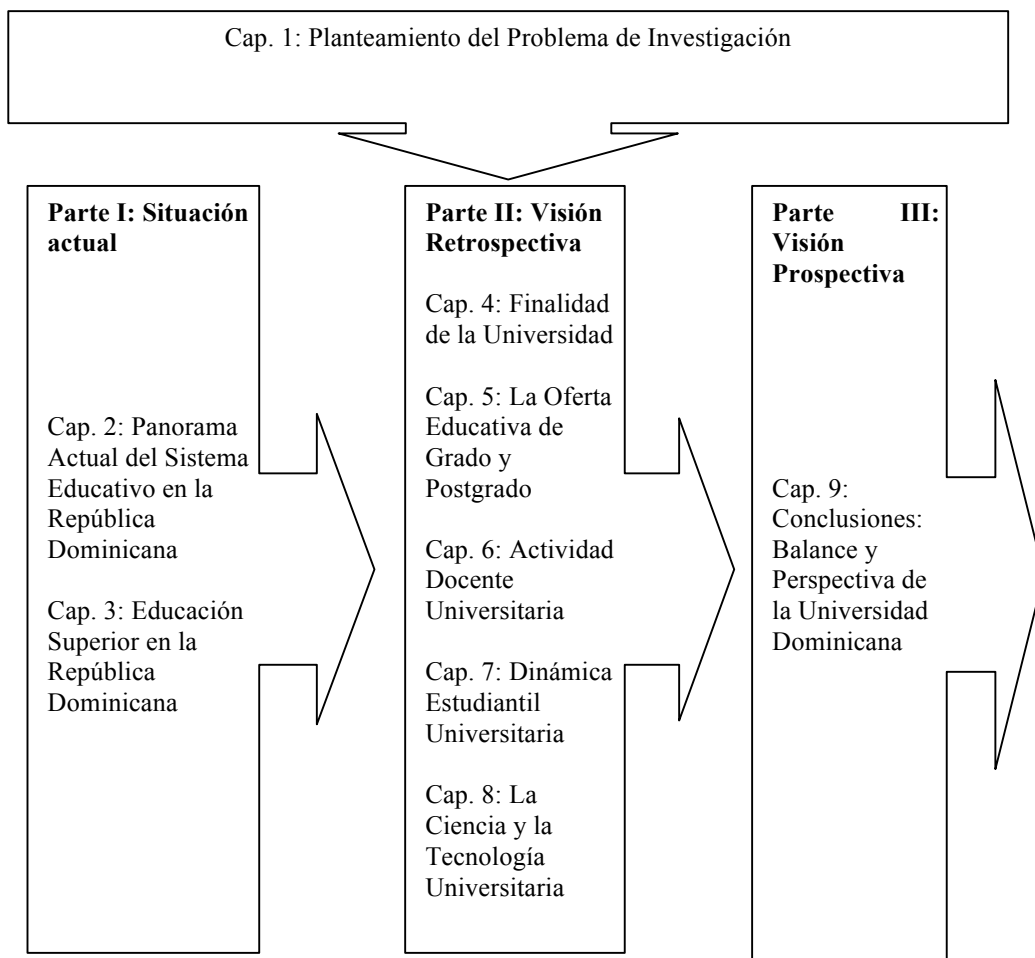 Cap. 1: Planteamiento del Problema de Investigación
Parte I: Situación
actual
Cap. 2: Panorama
Actual del Sistema
Educativo en la
República
Dominicana
Cap. 3: Educación
Superior en la
República
Dominicana
Parte II: Visión
Retrospectiva
Cap. 4: Finalidad
de la Universidad
Cap. 5: La Oferta
Educativa de
Grado y
Postgrado
Cap. 6: Actividad
Docente
Universitaria
Cap. 7: Dinámica
Estudiantil
Universitaria
Cap. 8: La
Ciencia y la
Tecnología
Universitaria
Parte III:
Visión
Prospectiva
Cap. 9:
Conclusiones:
Balance y
Perspectiva de
la Universidad
Dominicana